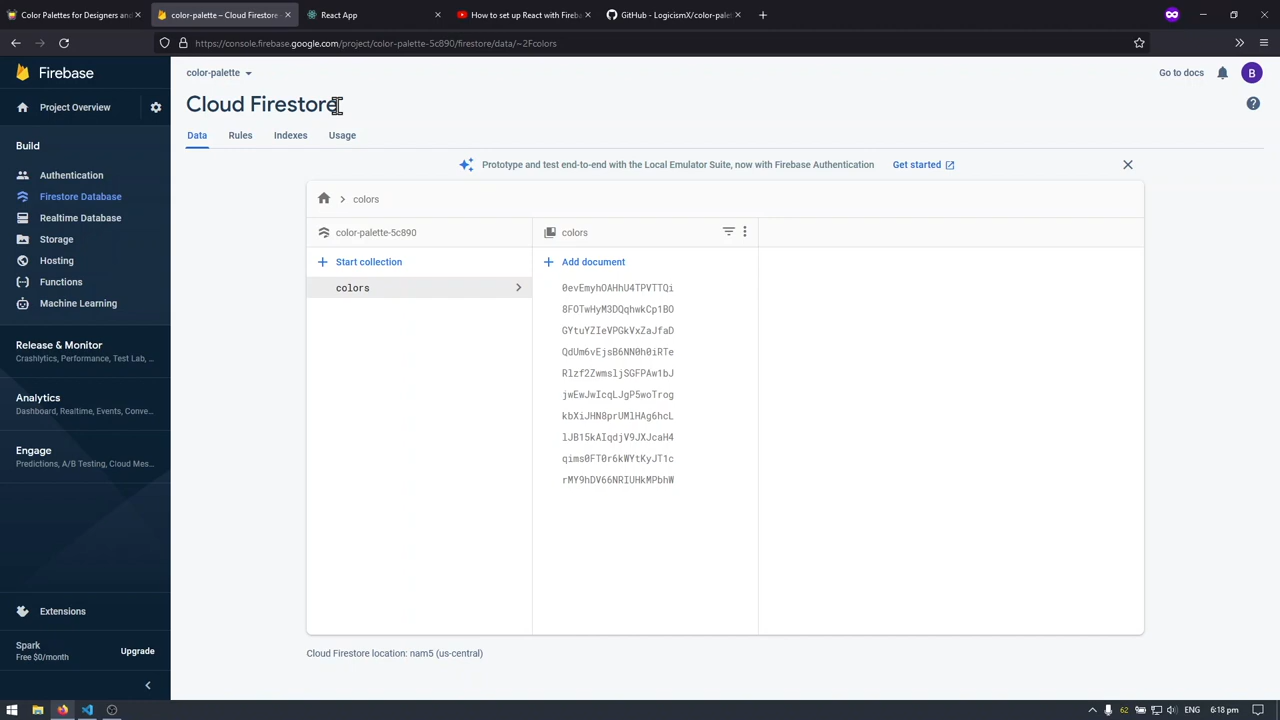 Color Palettes for Designers and
color-palette – Cloud Firestore
React App
How to set up React with Fireba
GitHub - LogicismX/color-palet
https://console.firebase.google.com/project/color-palette-5c890/firestore/data/~2Fcolors
Firebase
color-palette
Go to docs
B
Project Overview
Cloud Firestore
Data
Rules
Indexes
Usage
Build
Prototype and test end-to-end with the Local Emulator Suite, now with Firebase Authentication
Get started
Authentication
Firestore Database
Realtime Database
Storage
Hosting
Functions
Machine Learning
colors
color-palette-5c890
colors
Start collection
Add document
colors
0evEmyhOAHhU4TPVTTQi
8FOTwHyM3DQqhwkCp1BO
GYtuYZIeVPGkVxZaJfaD
QdUm6vEjsB6NN0h0iRTe
Rlzf2ZwmsljSGFPAw1bJ
jwEwJwIcqLJgP5woTrog
kbXiJHN8prUMlHAg6hcL
lJB15kAIqdjV9JXJcaH4
qims0FT0r6kWYtKyJT1c
rMY9hDV66NRIUHkMPbhW
Release & Monitor
Crashlytics, Performance, Test Lab, ...
Analytics
Dashboard, Realtime, Events, Conve...
Engage
Predictions, A/B Testing, Cloud Mes...
Extensions
Spark
Free $0/month
Upgrade
Cloud Firestore location: nam5 (us-central)
62
ENG
6:18 pm